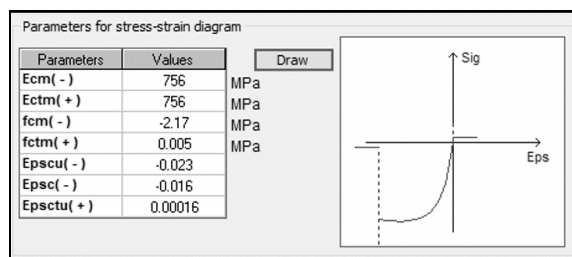 Parameters for stress-strain diagram
Parameters Values Draw
Ecm( - ) 756 MPa
Ectm( + ) 756 MPa
fcm( - ) -2.17 MPa
fctm( + ) 0.005 MPa
Epscu( - ) -0.023
Epsc( - ) -0.016
Epsctu( + ) 0.00016
Sig
Eps